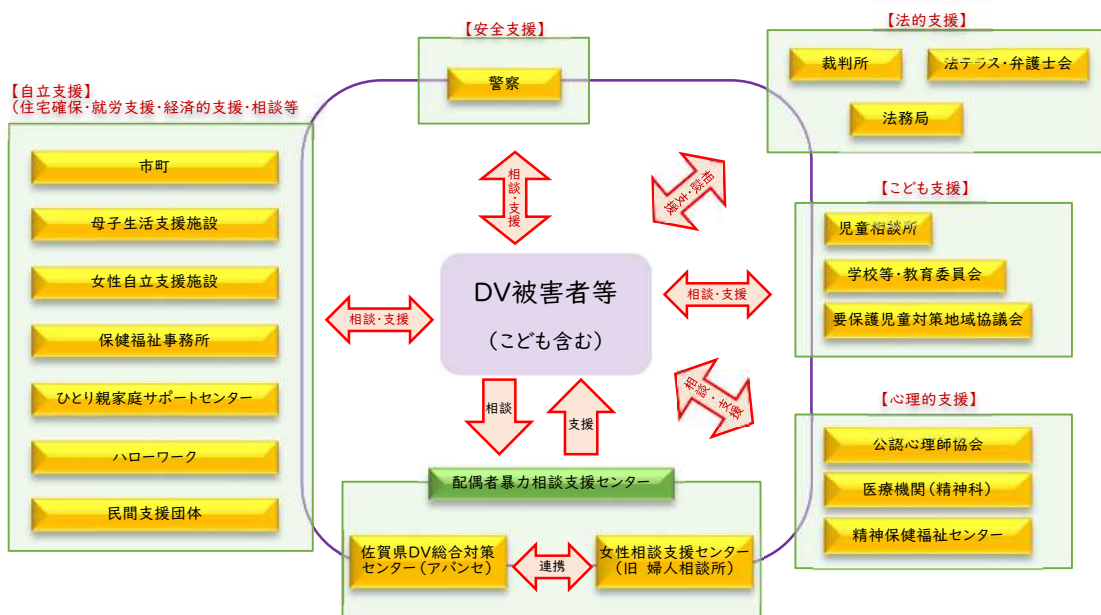 【安全支援】
警察
【法的支援】
裁判所
法テラス・弁護士会
法務局
【自立支援】
(住宅確保・就労支援・経済的支援・相談等
市町
母子生活支援施設
女性自立支援施設
保健福祉事務所
ひとり親家庭サポートセンター
ハローワーク
民間支援団体
相談・支援
相談・支援
【こども支援】
児童相談所
学校等・教育委員会
要保護児童対策地域協議会
DV被害者等
(こども含む)
相談・支援
相談・支援
相談・支援
相談
支援
【心理的支援】
公認心理師協会
医療機関(精神科)
精神保健福祉センター
配偶者暴力相談支援センター
佐賀県DV総合対策
センター(アバンセ)
連携
女性相談支援センター
(旧 婦人相談所)